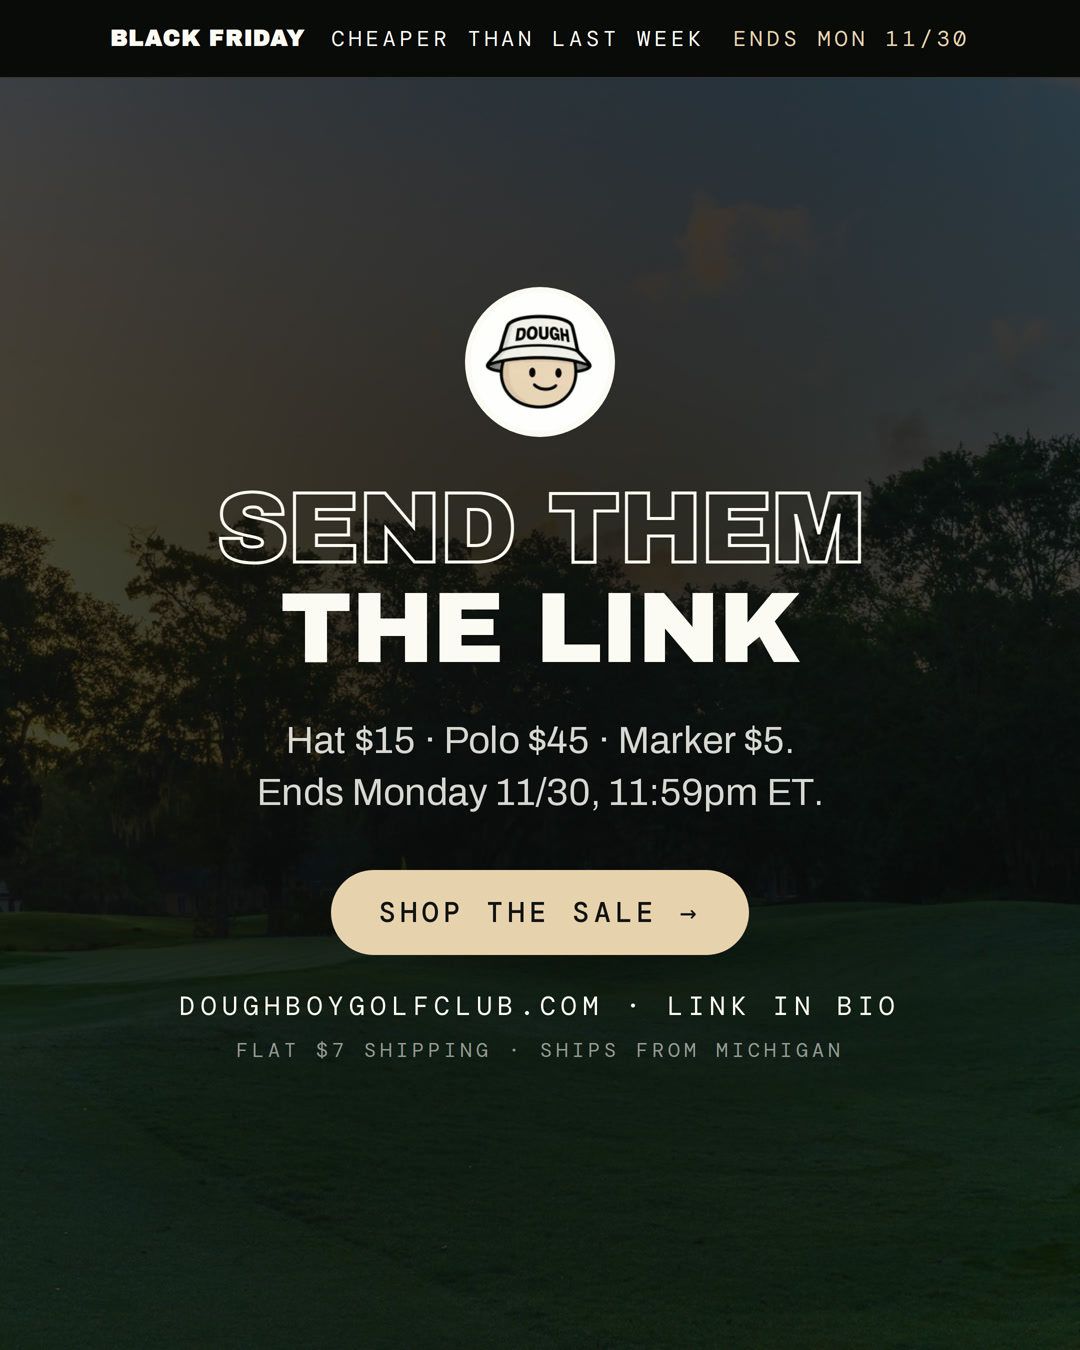 BLACK FRIDAY CHEAPER THAN LAST WEEK ENDS MON 11/30
DOUGH
SEND THEM
THE LINK
Hat $15 · Polo $45 · Marker $5.
Ends Monday 11/30, 11:59pm ET.
SHOP THE SALE →
DOUGHBOYGOLFCLUB.COM · LINK IN BIO
FLAT $7 SHIPPING · SHIPS FROM MICHIGAN